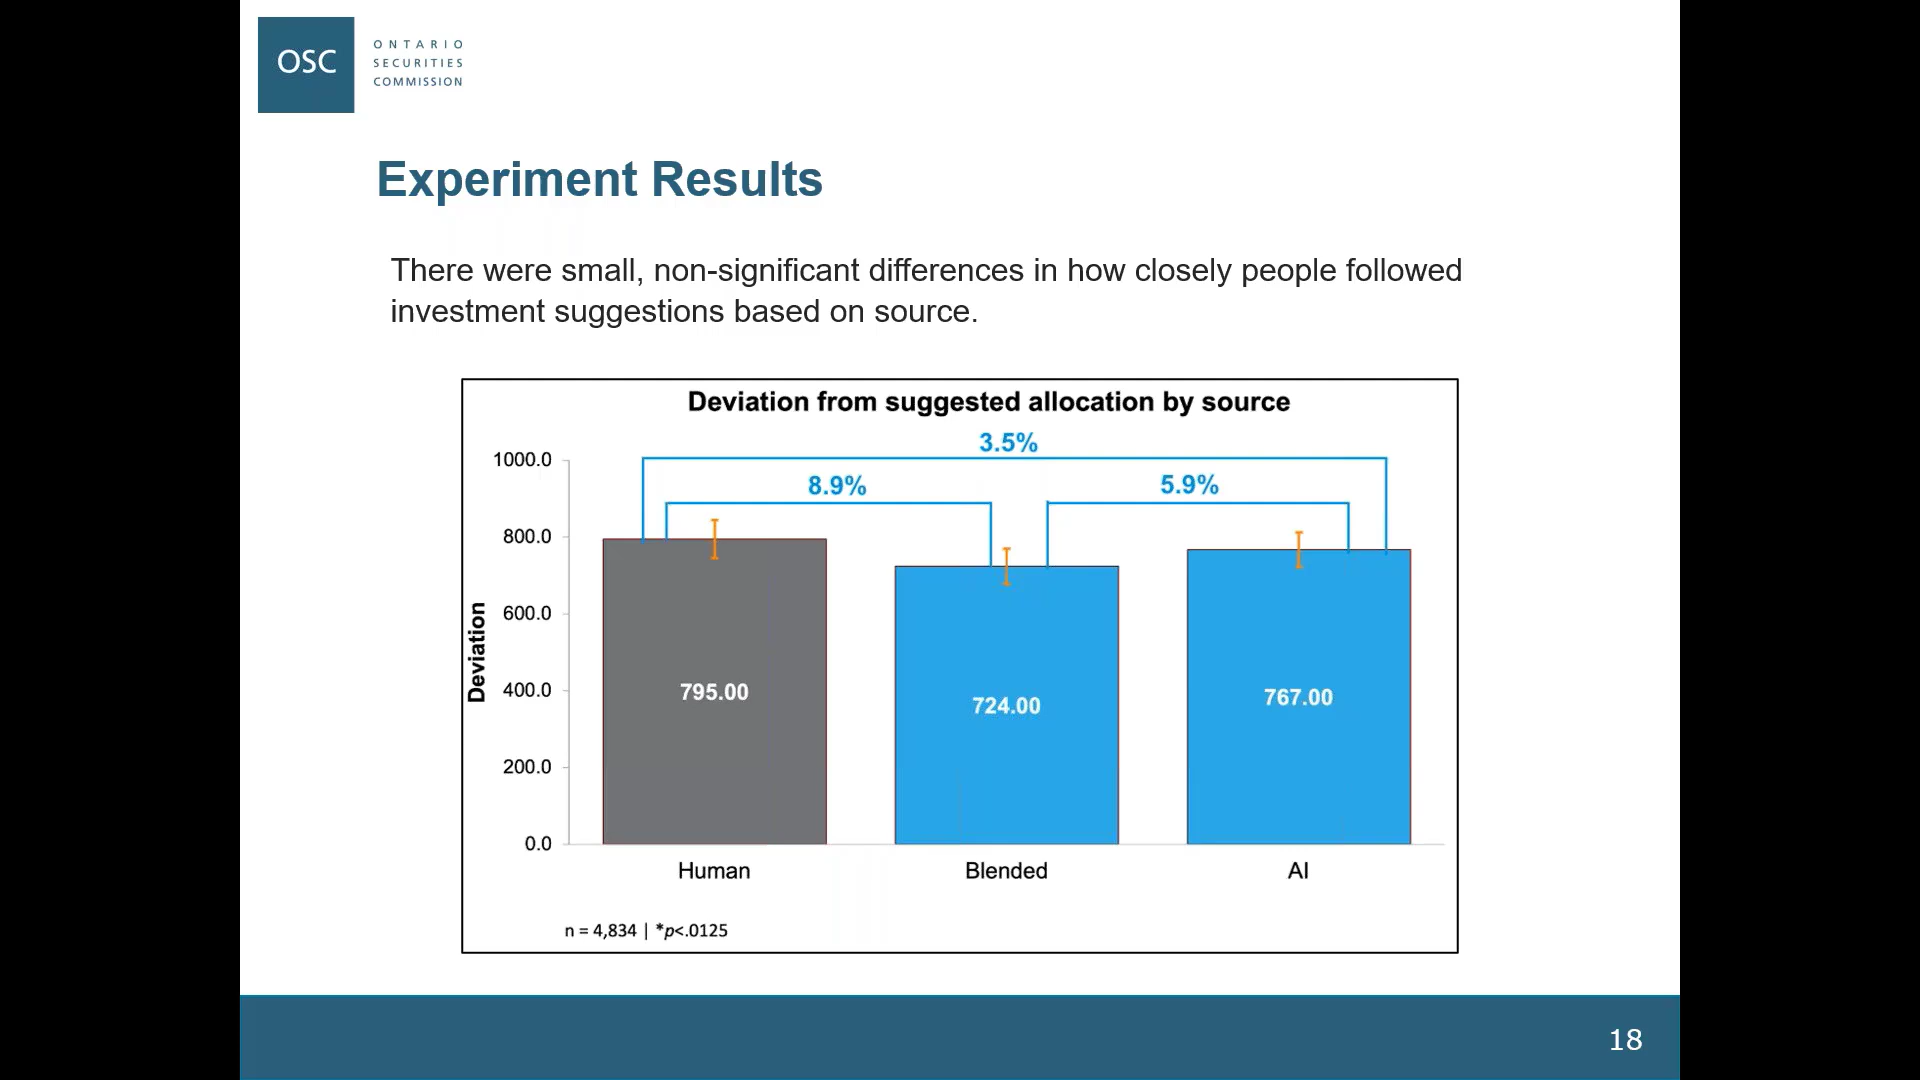 OSC
ONTARIO
SECURITIES
COMMISSION
Experiment Results
There were small, non-significant differences in how closely people followed
investment suggestions based on source.
Deviation from suggested allocation by source
3.5%
8.9%
5.9%
1000.0
800.0
600.0
400.0
200.0
0.0
Deviation
795.00
724.00
767.00
Human
Blended
AI
n = 4,834 | *p<.0125
18